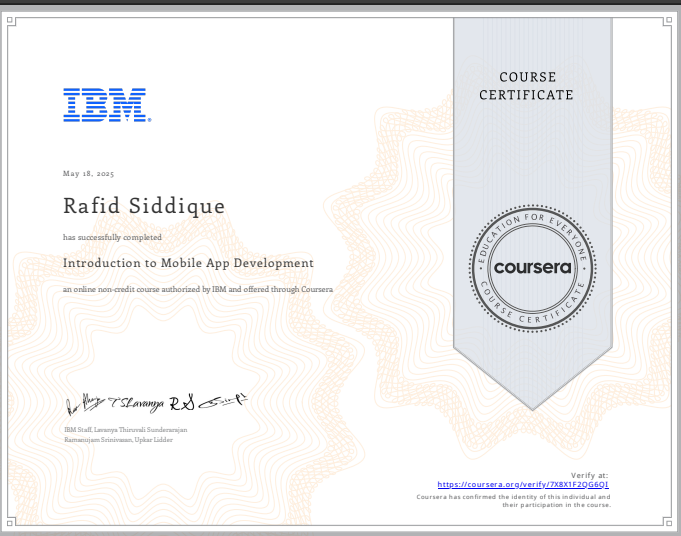 COURSE
CERTIFICATE
IBM
May 18, 2025
Rafid Siddique
has successfully completed
Introduction to Mobile App Development
an online non-credit course authorized by IBM and offered through Coursera
EDUCATION FOR EVERYONE
coursera
COURSE CERTIFICATE
T S Lavanya
IBM Staff, Lavanya Thiruvali Sunderarajan
Ramanujam Srinivasan, Upkar Lidder
Verify at:
https://coursera.org/verify/7X8X1F2QG6QI
Coursera has confirmed the identity of this individual and
their participation in the course.